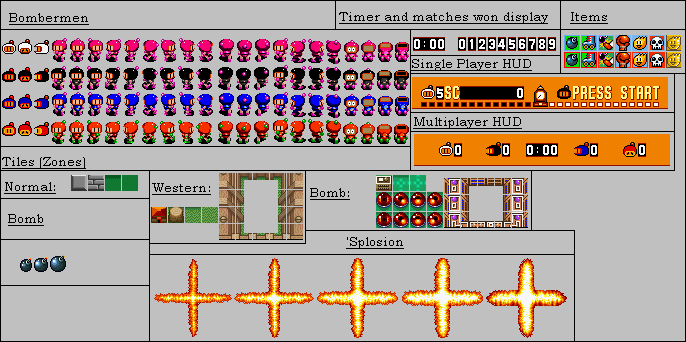 Bombermen
Timer and matches won display
Items
0:00 0123456789
Single Player HUD
5SC 0 PRESS START
Multiplayer HUD
0 0 0:00 0 0
Tiles (Zones)
Normal:
Western:
Bomb:
Bomb
'Splosion